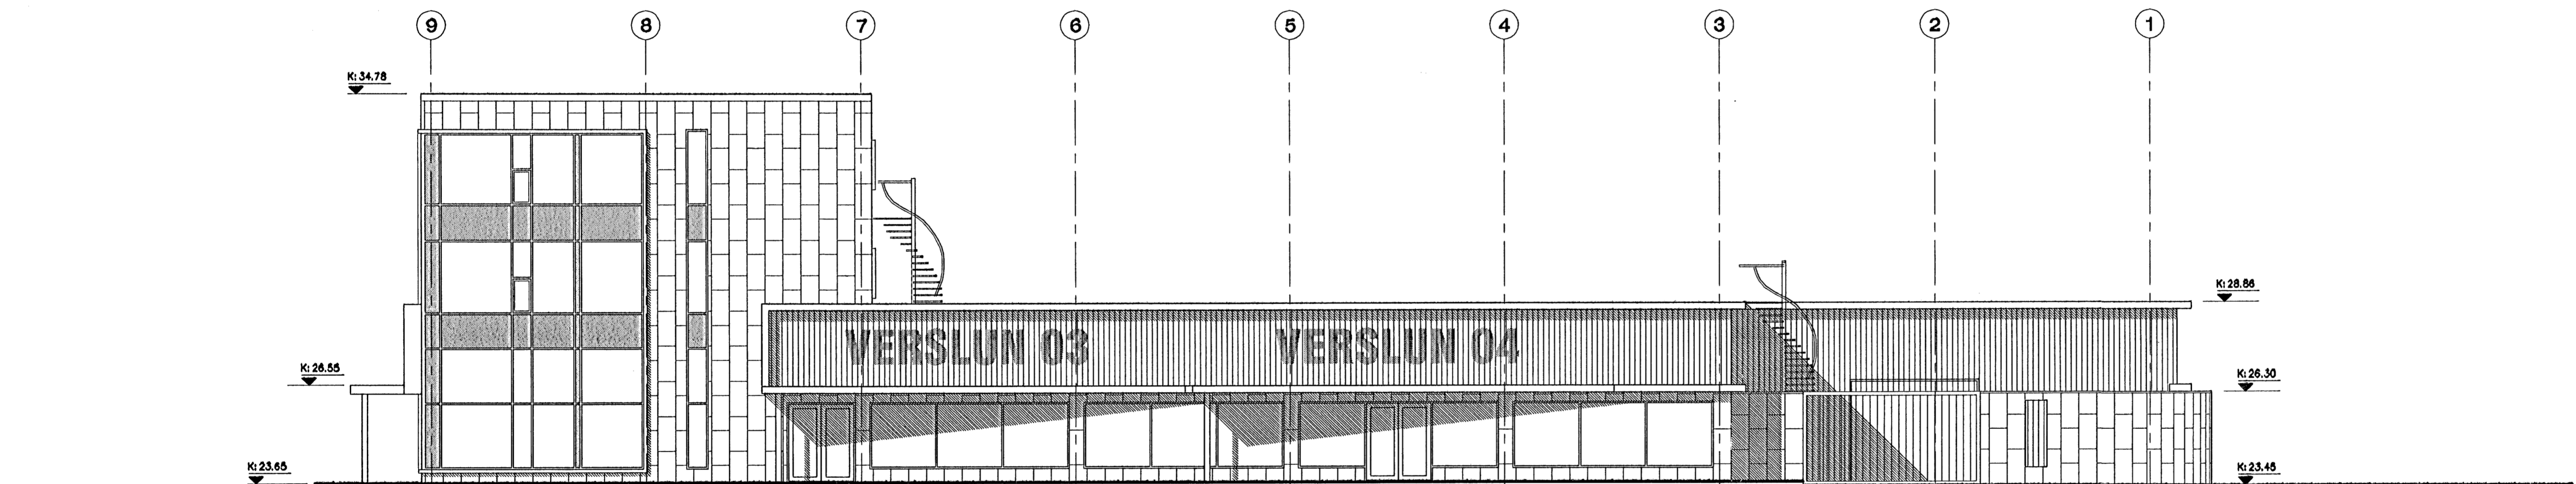 9 8 7 6 5 4 3 2 1
K: 34.78
K: 28.86
VERSLUN 03 VERSLUN 04
K: 26.55
K: 26.30
K: 23.65
K: 23.45